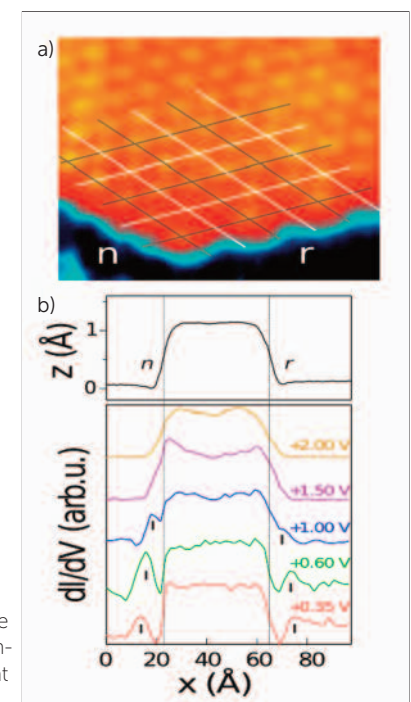 a)
n r
b)
z (Å)
1
0
n r
dI/dV (arb.u.)
+2.00 V
+1.50 V
+1.00 V
+0.60 V
+0.35 V
0 20 40 60 80
x (Å)
e
n-
at